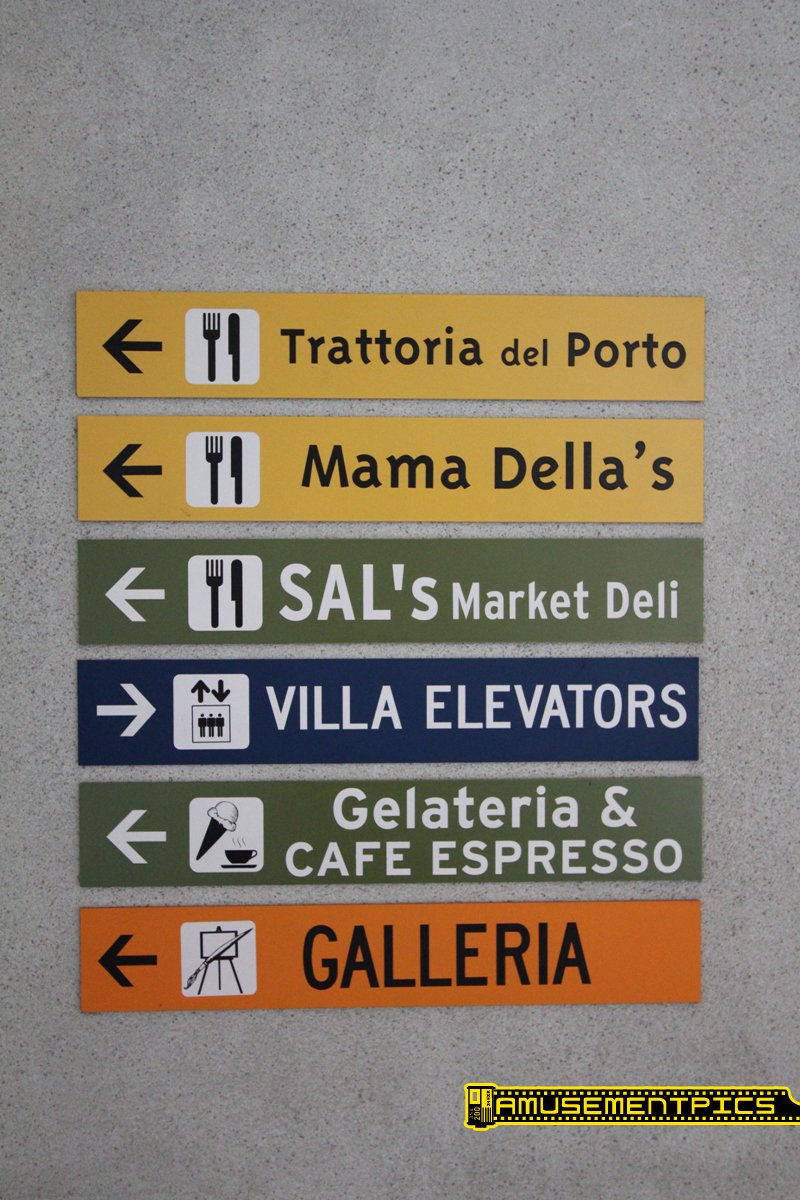 Trattoria del Porto
Mama Della's
SAL's Market Deli
VILLA ELEVATORS
Gelateria &
CAFE ESPRESSO
GALLERIA
AMUSEMENTPICS